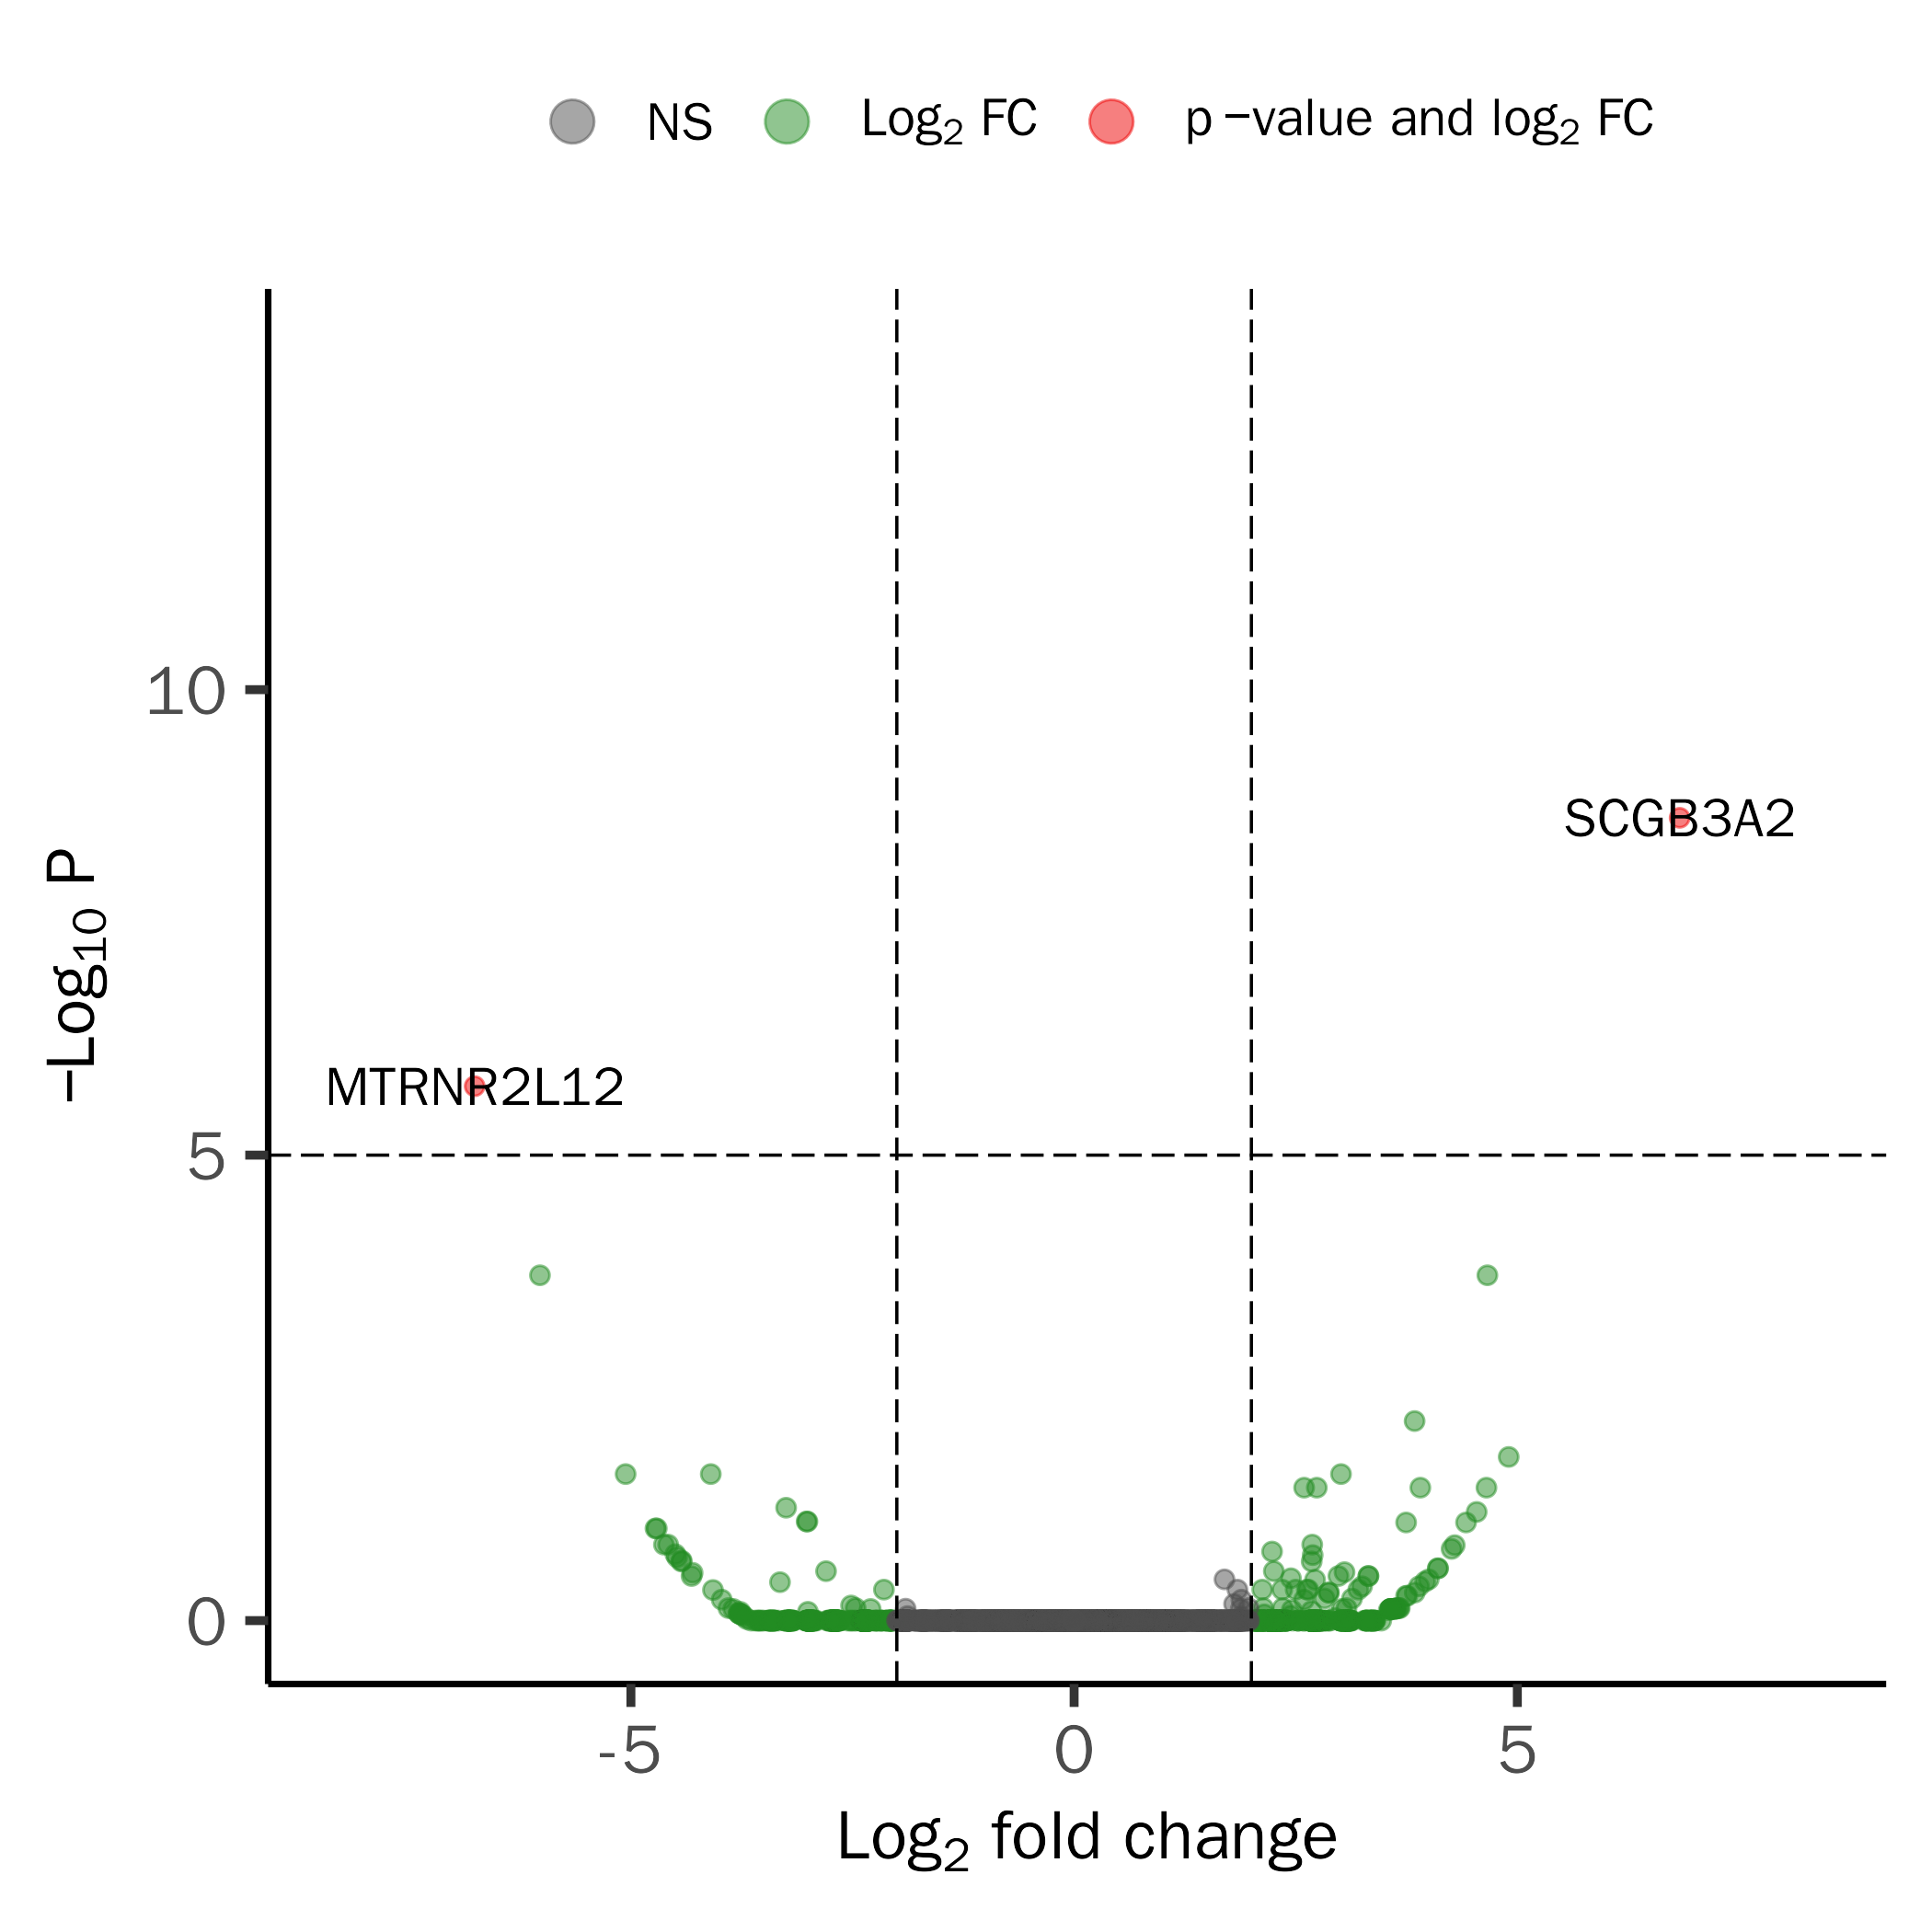 NS Log₂ FC p −value and log₂ FC
10
SCGB3A2
−Log₁₀ P
MTRNR2L12
5
0
-5 0 5
Log₂ fold change